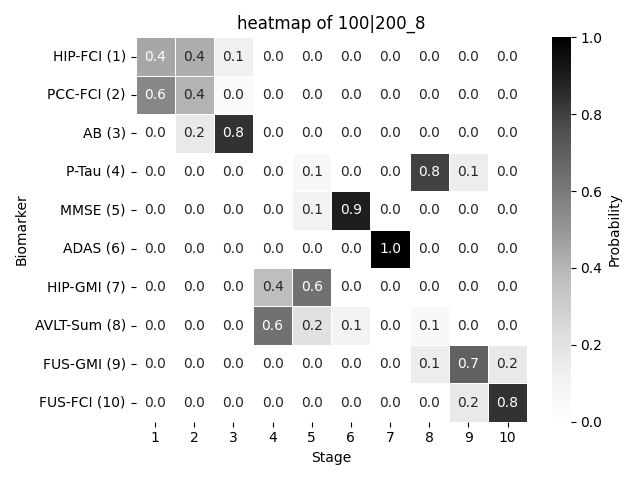 heatmap of 100|200_8
HIP-FCI (1) 0.4 0.4 0.1 0.0 0.0 0.0 0.0 0.0 0.0 0.0
PCC-FCI (2) 0.6 0.4 0.0 0.0 0.0 0.0 0.0 0.0 0.0 0.0
AB (3) 0.0 0.2 0.8 0.0 0.0 0.0 0.0 0.0 0.0 0.0
P-Tau (4) 0.0 0.0 0.0 0.0 0.1 0.0 0.0 0.8 0.1 0.0
MMSE (5) 0.0 0.0 0.0 0.0 0.1 0.9 0.0 0.0 0.0 0.0
ADAS (6) 0.0 0.0 0.0 0.0 0.0 0.0 1.0 0.0 0.0 0.0
HIP-GMI (7) 0.0 0.0 0.0 0.4 0.6 0.0 0.0 0.0 0.0 0.0
AVLT-Sum (8) 0.0 0.0 0.0 0.6 0.2 0.1 0.0 0.1 0.0 0.0
FUS-GMI (9) 0.0 0.0 0.0 0.0 0.0 0.0 0.0 0.1 0.7 0.2
FUS-FCI (10) 0.0 0.0 0.0 0.0 0.0 0.0 0.0 0.0 0.2 0.8
1 2 3 4 5 6 7 8 9 10
Stage
Biomarker
1.0
0.8
0.6
0.4
0.2
0.0
Probability